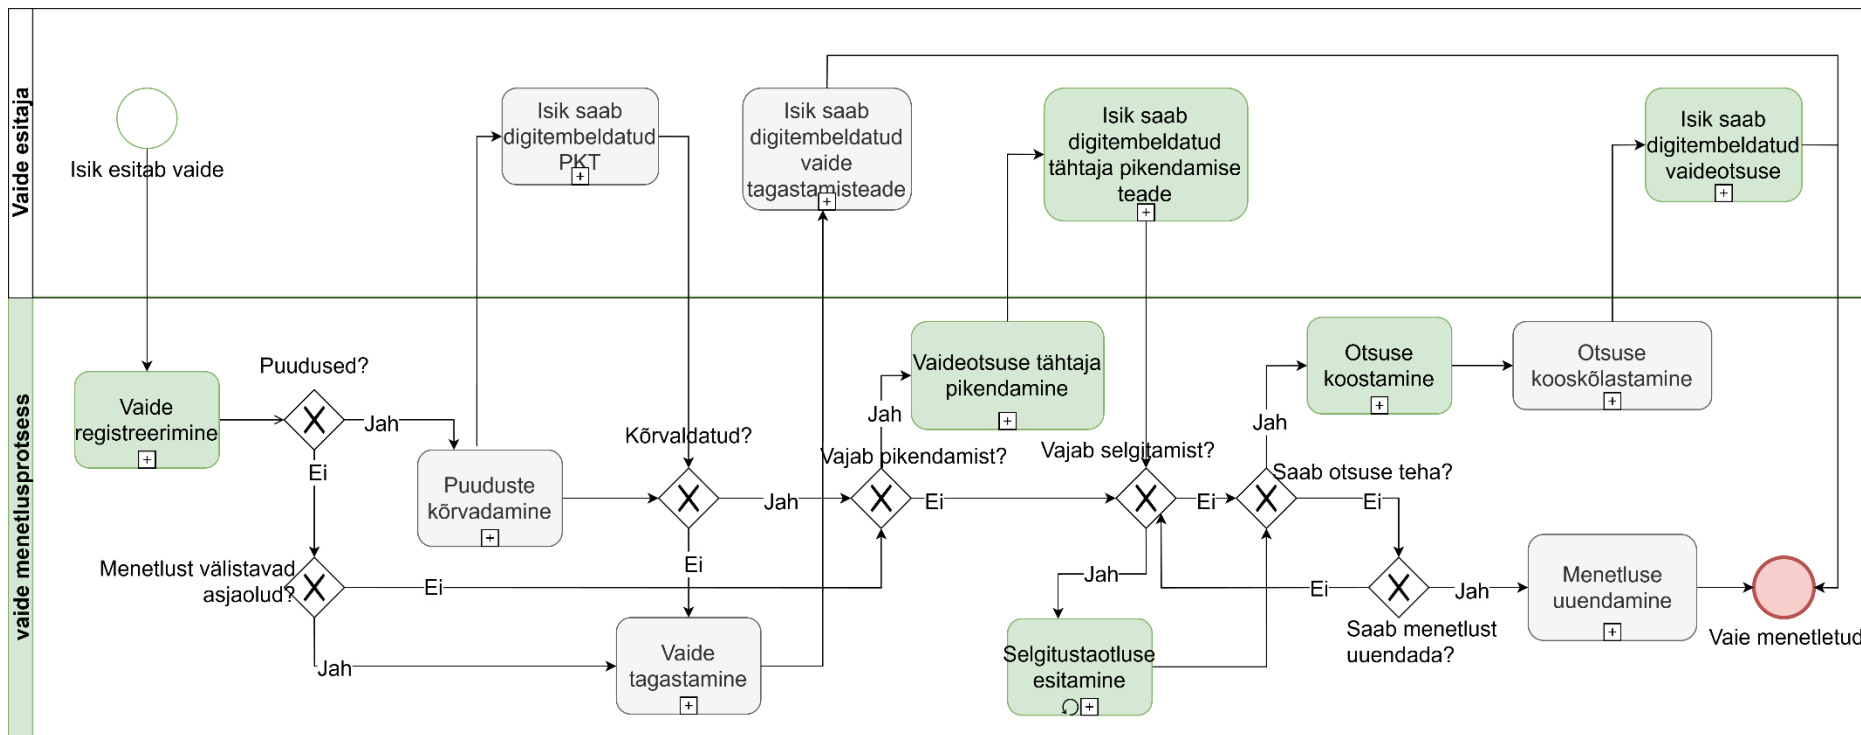 Vaide esitaja
Isik esitab vaide
Isik saab
digitembeldatud
PKT
Isik saab
digitembeldatud
vaide
tagastamisteade
Isik saab
digitembeldatud
tähtaja pikendamise
teade
Isik saab
digitembeldatud
vaideotsuse
vaide menetlusprotsess
Vaide
registreerimine
Puudused?
Jah
Ei
Puuduste
kõrvadamine
Menetlust välistavad
asjaolud?
Ei
Jah
Kõrvaldatud?
Jah
Ei
Vaide
tagastamine
Vaideotsuse tähtaja
pikendamine
Jah
Vajab pikendamist?
Ei
Vajab selgitamist?
Ei
Jah
Selgitustaotluse
esitamine
Saab otsuse teha?
Jah
Ei
Otsuse
koostamine
Otsuse
kooskõlastamine
Ei
Jah
Saab menetlust
uuendada?
Menetluse
uuendamine
Vaie menetletud